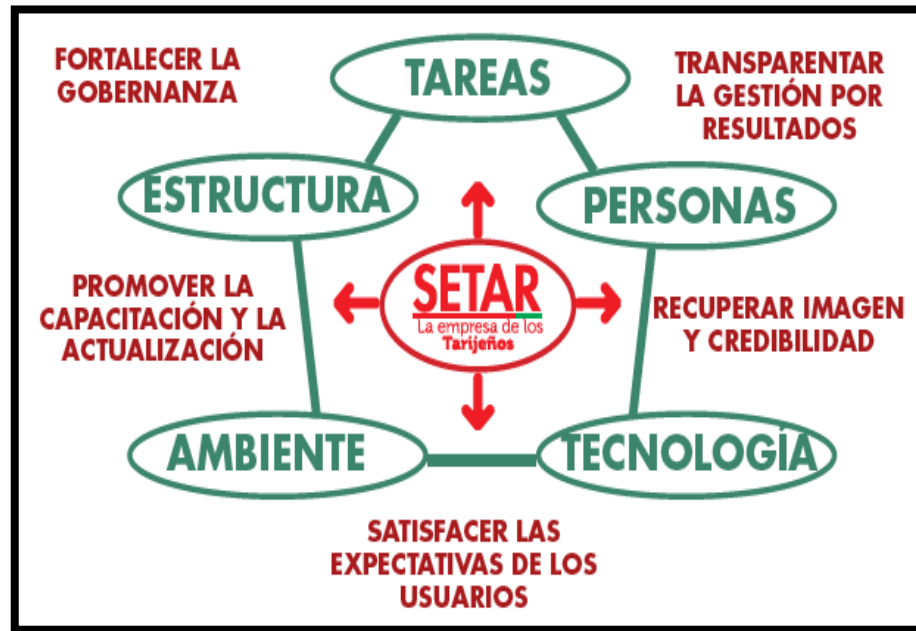 FORTALECER LA
GOBERNANZA
TAREAS
TRANSPARENTAR
LA GESTIÓN POR
RESULTADOS
ESTRUCTURA
PERSONAS
SETAR
La empresa de los
Tarijeños
PROMOVER LA
CAPACITACIÓN Y LA
ACTUALIZACIÓN
RECUPERAR IMAGEN
Y CREDIBILIDAD
AMBIENTE
TECNOLOGÍA
SATISFACER LAS
EXPECTATIVAS DE LOS
USUARIOS